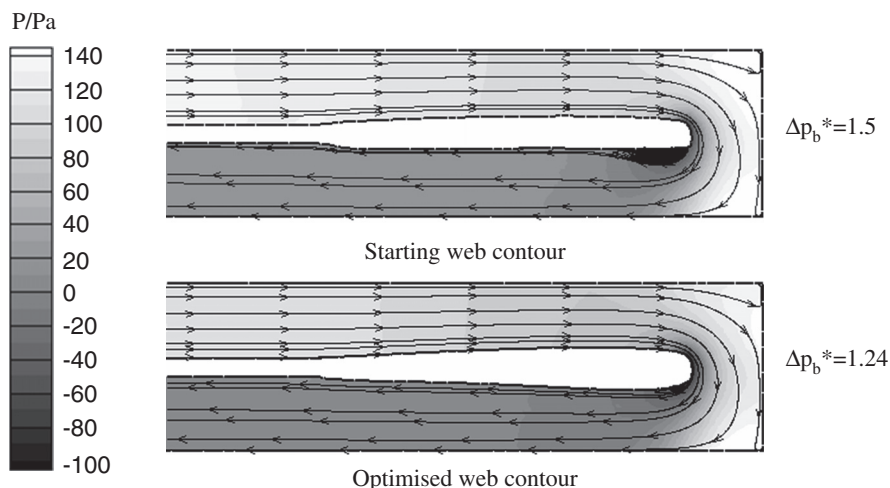 P/Pa
140
120
100
80
60
40
20
0
-20
-40
-60
-80
-100
Δp_b*=1.5
Starting web contour
Δp_b*=1.24
Optimised web contour